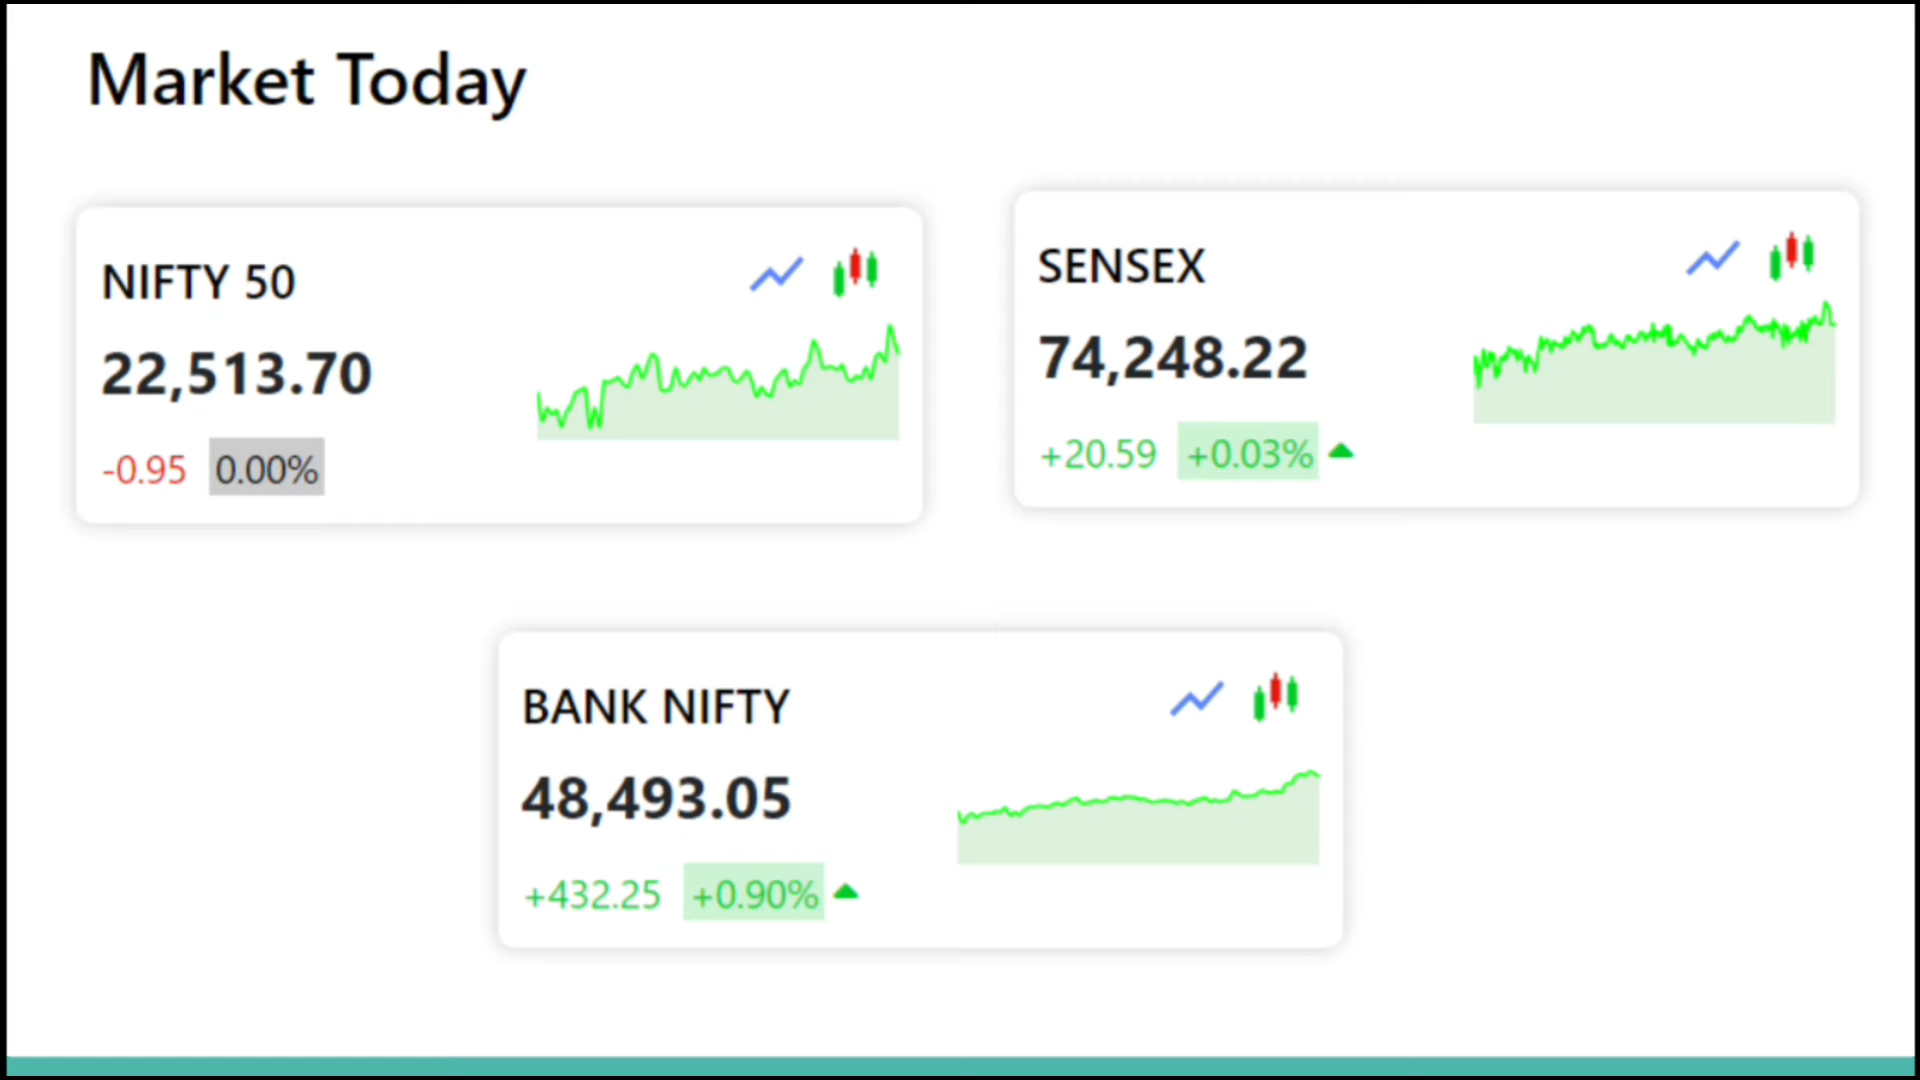 Market Today
NIFTY 50
22,513.70
-0.95 0.00%
SENSEX
74,248.22
+20.59 +0.03%
BANK NIFTY
48,493.05
+432.25 +0.90%